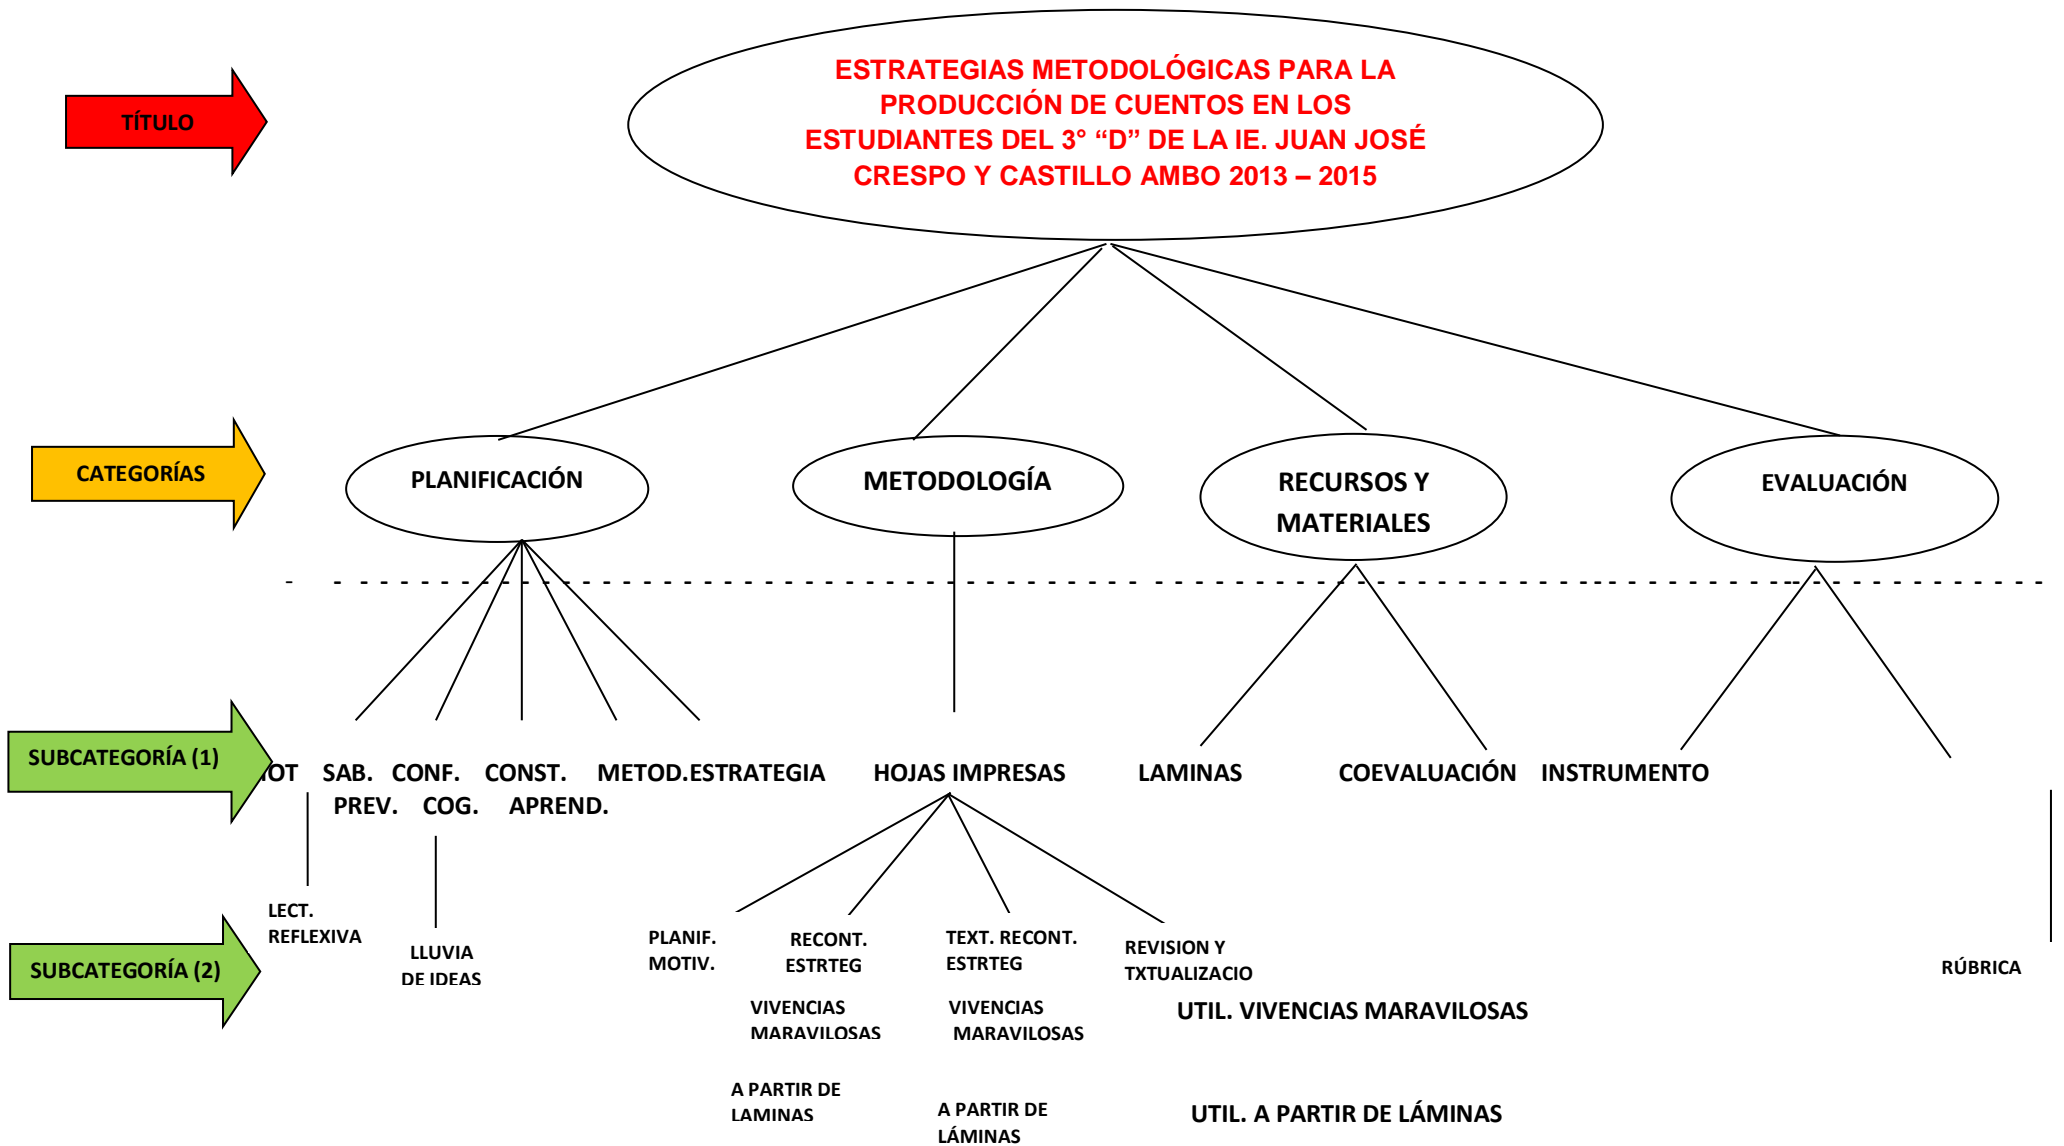 ESTRATEGIAS METODOLÓGICAS PARA LA
PRODUCCIÓN DE CUENTOS EN LOS
ESTUDIANTES DEL 3° “D” DE LA IE. JUAN JOSÉ
CRESPO Y CASTILLO AMBO 2013 – 2015
TÍTULO
CATEGORÍAS
PLANIFICACIÓN
METODOLOGÍA
RECURSOS Y
MATERIALES
EVALUACIÓN
SUBCATEGORÍA (1)
OT SAB. CONF. CONST. METOD.ESTRATEGIA HOJAS IMPRESAS LAMINAS COEVALUACIÓN INSTRUMENTO
PREV. COG. APREND.
SUBCATEGORÍA (2)
LECT.
REFLEXIVA
LLUVIA
DE IDEAS
PLANIF.
MOTIV.
RECONT.
ESTRTEG
TEXT. RECONT.
ESTRTEG
REVISION Y
TXTUALIZACIO
RÚBRICA
VIVENCIAS
MARAVILOSAS
VIVENCIAS
MARAVILOSAS
UTIL. VIVENCIAS MARAVILOSAS
A PARTIR DE
LAMINAS
A PARTIR DE
LÁMINAS
UTIL. A PARTIR DE LÁMINAS